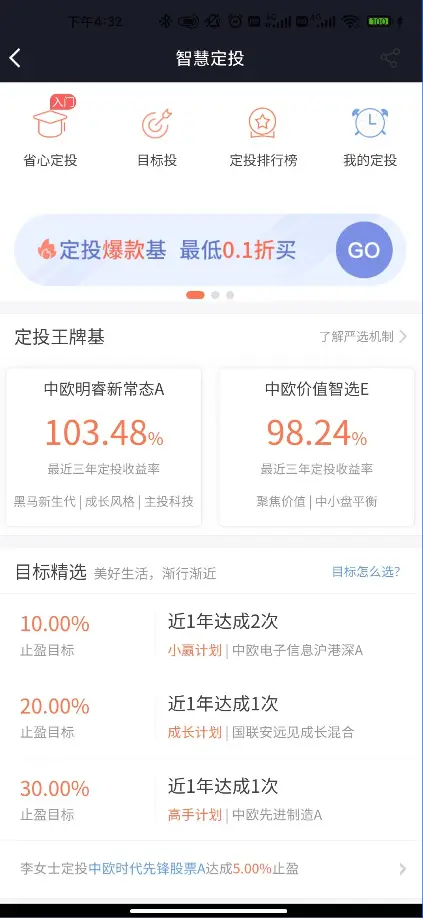 下午4:32
100
智慧定投
入门
省心定投 目标投 定投排行榜 我的定投
定投爆款基 最低0.1折买 GO
定投王牌基 了解严选机制
中欧明睿新常态A 中欧价值智选E
103.48% 98.24%
最近三年定投收益率 最近三年定投收益率
黑马新生代 | 成长风格 | 主投科技 聚焦价值 | 中小盘平衡
目标精选 美好生活，渐行渐近 目标怎么选?
10.00% 近1年达成2次
止盈目标 小赢计划 | 中欧电子信息沪港深A
20.00% 近1年达成1次
止盈目标 成长计划 | 国联安远见成长混合
30.00% 近1年达成1次
止盈目标 高手计划 | 中欧先进制造A
李女士定投中欧时代先锋股票A达成5.00%止盈